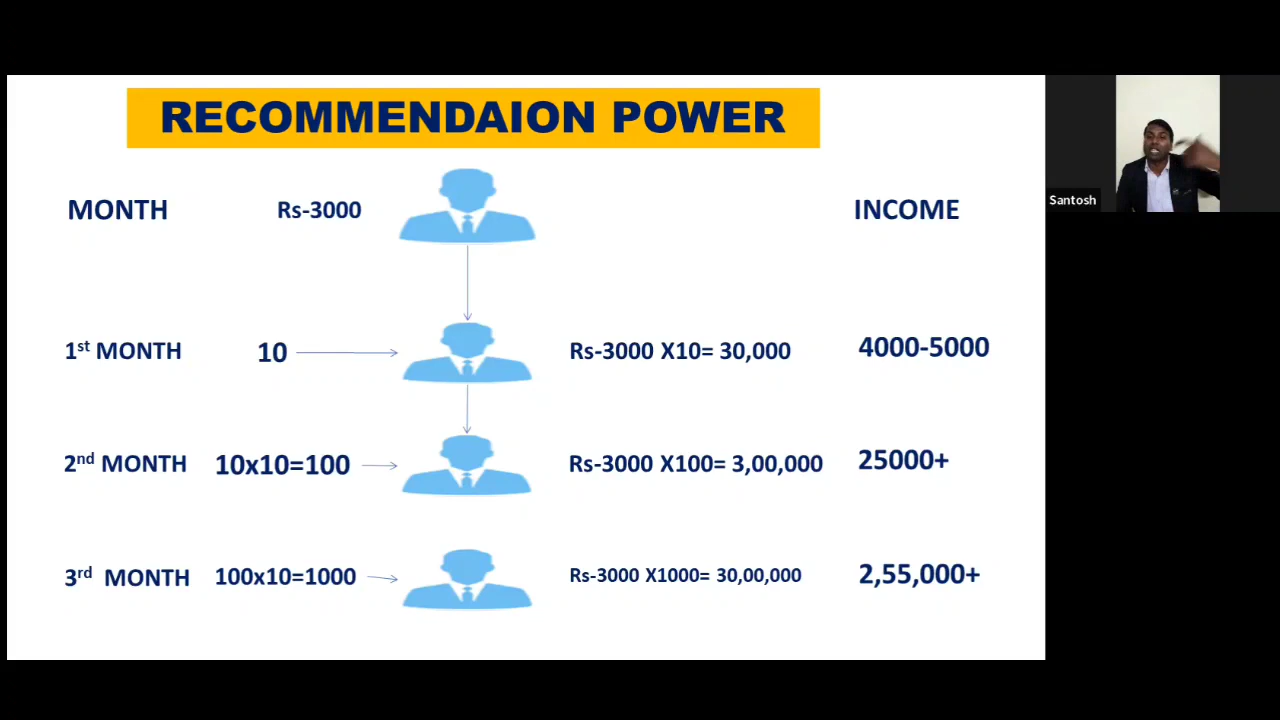 RECOMMENDAION POWER
MONTH Rs-3000 INCOME
Santosh
1st MONTH 10 Rs-3000 X10= 30,000 4000-5000
2nd MONTH 10x10=100 Rs-3000 X100= 3,00,000 25000+
3rd MONTH 100x10=1000 Rs-3000 X1000= 30,00,000 2,55,000+